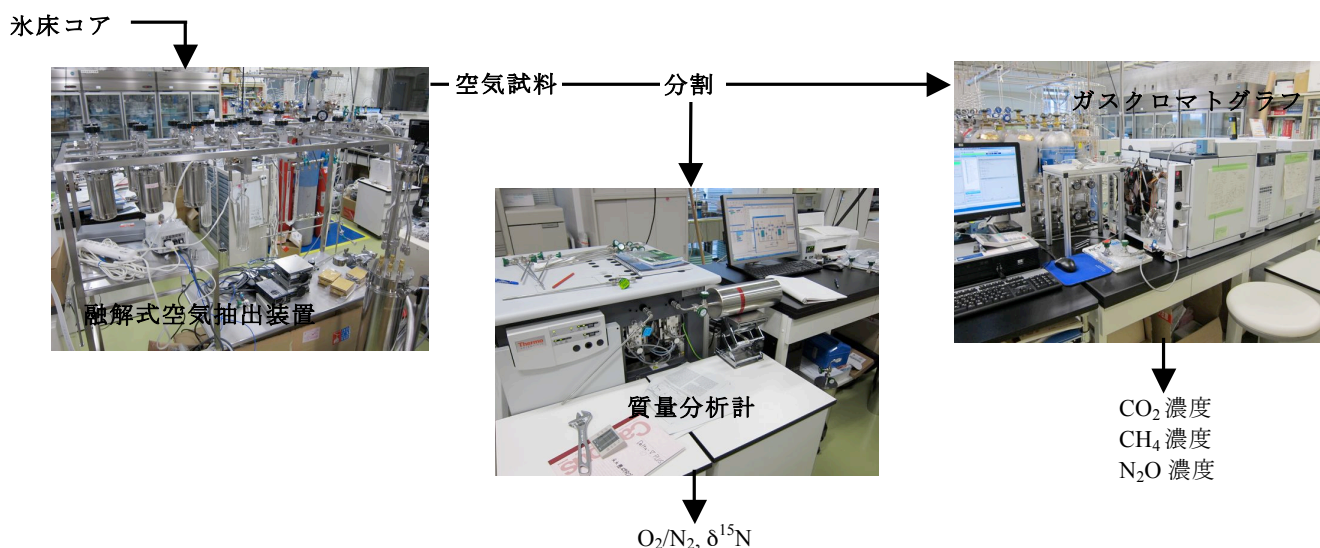 氷床コア
空気試料
分割
ガスクロマトグラフ
融解式空気抽出装置
Thermo
質量分析計
CO₂ 濃度
CH₄ 濃度
N₂O 濃度
O₂/N₂, δ¹⁵N